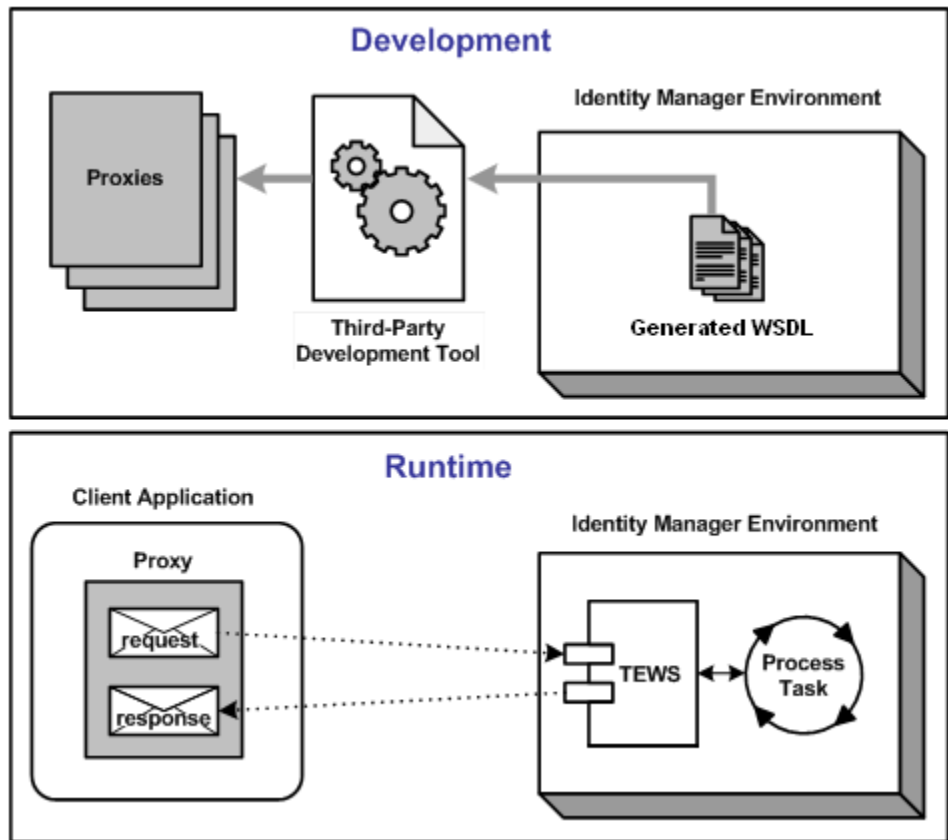 Development
Identity Manager Environment
Proxies
Generated WSDL
Third-Party
Development Tool
Runtime
Client Application
Identity Manager Environment
Proxy
request
response
TEWS
Process
Task